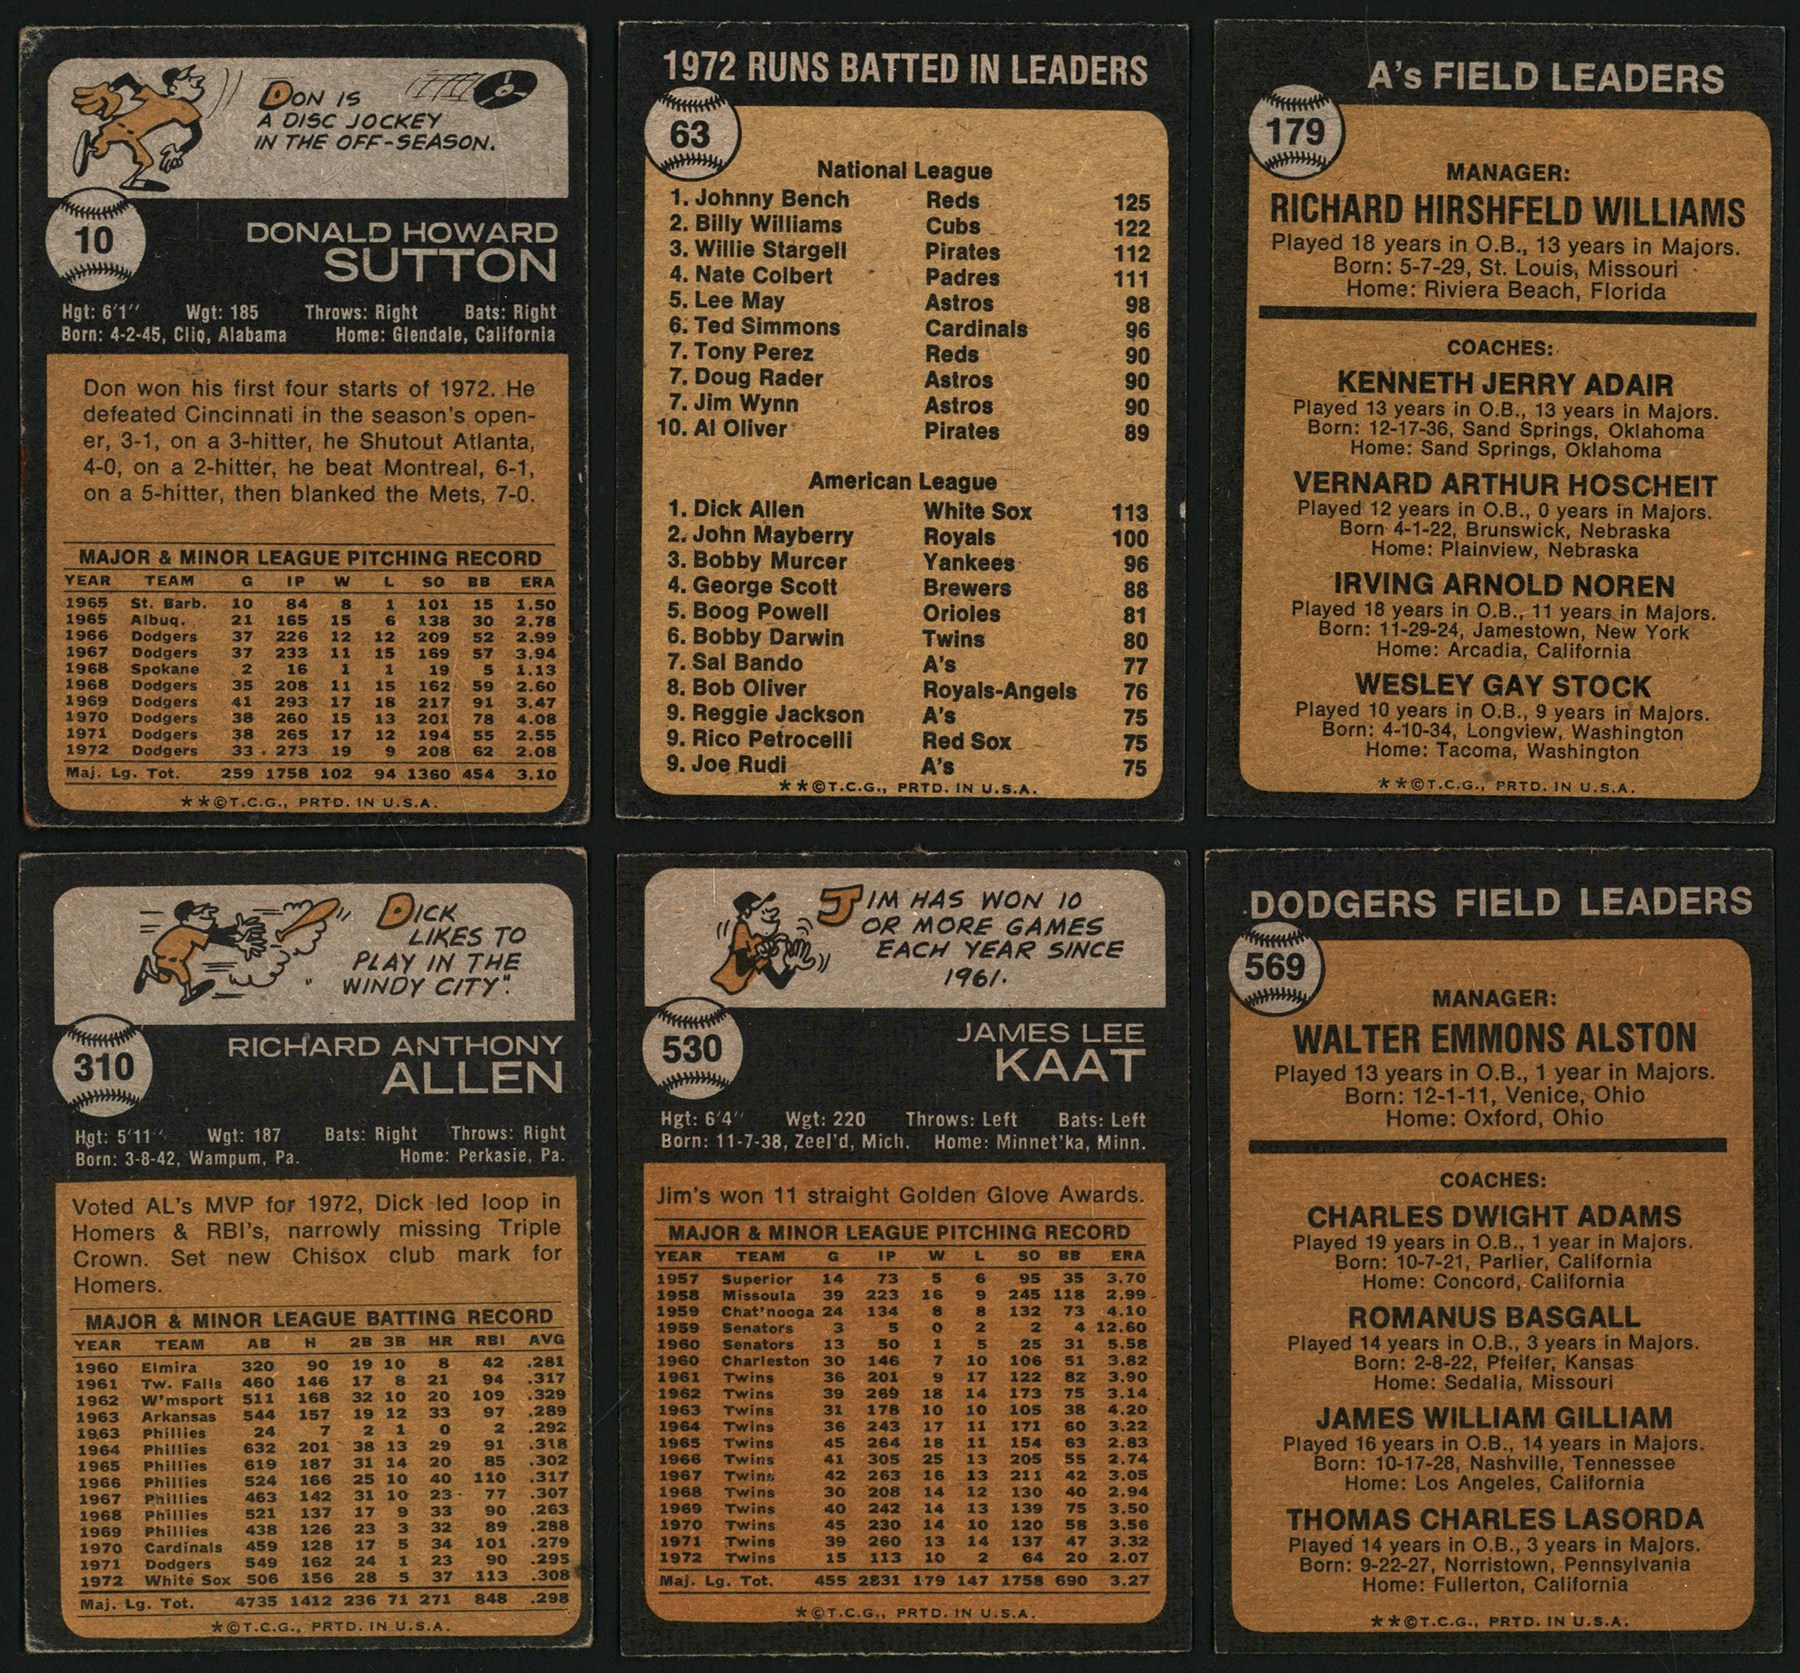 DON IS
A DISC JOCKEY
IN THE OFF-SEASON.
10
DONALD HOWARD
SUTTON
Hgt: 6'1" Wgt: 185 Throws: Right Bats: Right
Born: 4-2-45, Clio, Alabama Home: Glendale, California
Don won his first four starts of 1972. He
defeated Cincinnati in the season's open-
er, 3-1, on a 3-hitter, he Shutout Atlanta,
4-0, on a 2-hitter, he beat Montreal, 6-1,
on a 5-hitter, then blanked the Mets, 7-0.
MAJOR & MINOR LEAGUE PITCHING RECORD
YEAR TEAM G IP W L SO BB ERA
1965 St. Barb. 10 84 8 1 101 15 1.50
1965 Albuq. 21 165 15 6 138 30 2.78
1966 Dodgers 37 226 12 12 209 52 2.99
1967 Dodgers 37 233 11 15 169 57 3.94
1968 Spokane 2 16 1 1 19 5 1.13
1968 Dodgers 35 208 11 15 162 59 2.60
1969 Dodgers 41 293 17 18 217 91 3.47
1970 Dodgers 38 260 15 13 201 78 4.08
1971 Dodgers 38 265 17 12 194 55 2.55
1972 Dodgers 33 273 19 9 208 62 2.08
Maj. Lg. Tot. 259 1758 102 94 1360 454 3.10
**©T.C.G., PRTD. IN U.S.A.
1972 RUNS BATTED IN LEADERS
63
National League
1. Johnny Bench Reds 125
2. Billy Williams Cubs 122
3. Willie Stargell Pirates 112
4. Nate Colbert Padres 111
5. Lee May Astros 98
6. Ted Simmons Cardinals 96
7. Tony Perez Reds 90
7. Doug Rader Astros 90
7. Jim Wynn Astros 90
10. Al Oliver Pirates 89
American League
1. Dick Allen White Sox 113
2. John Mayberry Royals 100
3. Bobby Murcer Yankees 96
4. George Scott Brewers 88
5. Boog Powell Orioles 81
6. Bobby Darwin Twins 80
7. Sal Bando A's 77
8. Bob Oliver Royals-Angels 76
9. Reggie Jackson A's 75
9. Rico Petrocelli Red Sox 75
9. Joe Rudi A's 75
**©T.C.G., PRTD. IN U.S.A.
A's FIELD LEADERS
179
MANAGER:
RICHARD HIRSHFELD WILLIAMS
Played 18 years in O.B., 13 years in Majors.
Born: 5-7-29, St. Louis, Missouri
Home: Riviera Beach, Florida
COACHES:
KENNETH JERRY ADAIR
Played 13 years in O.B., 13 years in Majors.
Born: 12-17-36, Sand Springs, Oklahoma
Home: Sand Springs, Oklahoma
VERNARD ARTHUR HOSCHEIT
Played 12 years in O.B., 0 years in Majors.
Born 4-1-22, Brunswick, Nebraska
Home: Plainview, Nebraska
IRVING ARNOLD NOREN
Played 18 years in O.B., 11 years in Majors.
Born: 11-29-24, Jamestown, New York
Home: Arcadia, California
WESLEY GAY STOCK
Played 10 years in O.B., 9 years in Majors.
Born: 4-10-34, Longview, Washington
Home: Tacoma, Washington
**©T.C.G., PRTD. IN U.S.A.
DICK
LIKES TO
PLAY IN THE
"WINDY CITY".
310
RICHARD ANTHONY
ALLEN
Hgt: 5'11" Wgt: 187 Bats: Right Throws: Right
Born: 3-8-42, Wampum, Pa. Home: Perkasie, Pa.
Voted AL's MVP for 1972, Dick led loop in
Homers & RBI's, narrowly missing Triple
Crown. Set new Chisox club mark for
Homers.
MAJOR & MINOR LEAGUE BATTING RECORD
YEAR TEAM AB H 2B 3B HR RBI AVG
1960 Elmira 320 90 19 10 8 42 .281
1961 Tw. Falls 460 146 17 8 21 94 .317
1962 W'msport 511 168 32 10 20 109 .329
1963 Arkansas 544 157 19 12 33 97 .289
1963 Phillies 24 7 2 1 0 2 .292
1964 Phillies 632 201 38 13 29 91 .318
1965 Phillies 619 187 31 14 20 85 .302
1966 Phillies 524 166 25 10 40 110 .317
1967 Phillies 463 142 31 10 23 77 .307
1968 Phillies 521 137 17 9 33 90 .263
1969 Phillies 438 126 23 3 32 89 .288
1970 Cardinals 459 128 17 5 34 101 .279
1971 Dodgers 549 162 24 1 23 90 .295
1972 White Sox 506 156 28 5 37 113 .308
Maj. Lg. Tot. 4735 1412 236 71 271 848 .298
*©T.C.G., PRTD. IN U.S.A.
JIM HAS WON 10
OR MORE GAMES
EACH YEAR SINCE
1961.
530
JAMES LEE
KAAT
Hgt: 6'4" Wgt: 220 Throws: Left Bats: Left
Born: 11-7-38, Zeel'd, Mich. Home: Minnet'ka, Minn.
Jim's won 11 straight Golden Glove Awards.
MAJOR & MINOR LEAGUE PITCHING RECORD
YEAR TEAM G IP W L SO BB ERA
1957 Superior 14 73 5 6 95 35 3.70
1958 Missoula 39 223 16 9 245 118 2.99
1959 Chat'nooga 24 134 8 8 132 73 4.10
1959 Senators 3 5 0 2 2 4 12.60
1960 Senators 13 50 1 5 25 31 5.58
1960 Charleston 30 146 7 10 106 51 3.82
1961 Twins 36 201 9 17 122 82 3.90
1962 Twins 39 269 18 14 173 75 3.14
1963 Twins 31 178 10 10 105 38 4.20
1964 Twins 36 243 17 11 171 60 3.22
1965 Twins 45 264 18 11 154 63 2.83
1966 Twins 41 305 25 13 205 55 2.74
1967 Twins 42 263 16 13 211 42 3.05
1968 Twins 30 208 14 12 130 40 2.94
1969 Twins 40 242 14 13 139 75 3.50
1970 Twins 45 230 14 10 120 58 3.56
1971 Twins 39 260 13 14 137 47 3.32
1972 Twins 15 113 10 2 64 20 2.07
Maj. Lg. Tot. 455 2831 179 147 1758 690 3.27
*©T.C.G., PRTD. IN U.S.A.
DODGERS FIELD LEADERS
569
MANAGER:
WALTER EMMONS ALSTON
Played 13 years in O.B., 1 year in Majors.
Born: 12-1-11, Venice, Ohio
Home: Oxford, Ohio
COACHES:
CHARLES DWIGHT ADAMS
Played 19 years in O.B., 1 year in Majors.
Born: 10-7-21, Parlier, California
Home: Concord, California
ROMANUS BASGALL
Played 14 years in O.B., 3 years in Majors.
Born: 2-8-22, Pfeifer, Kansas
Home: Sedalia, Missouri
JAMES WILLIAM GILLIAM
Played 16 years in O.B., 14 years in Majors.
Born: 10-17-28, Nashville, Tennessee
Home: Los Angeles, California
THOMAS CHARLES LASORDA
Played 14 years in O.B., 3 years in Majors.
Born: 9-22-27, Norristown, Pennsylvania
Home: Fullerton, California
**©T.C.G., PRTD. IN U.S.A.